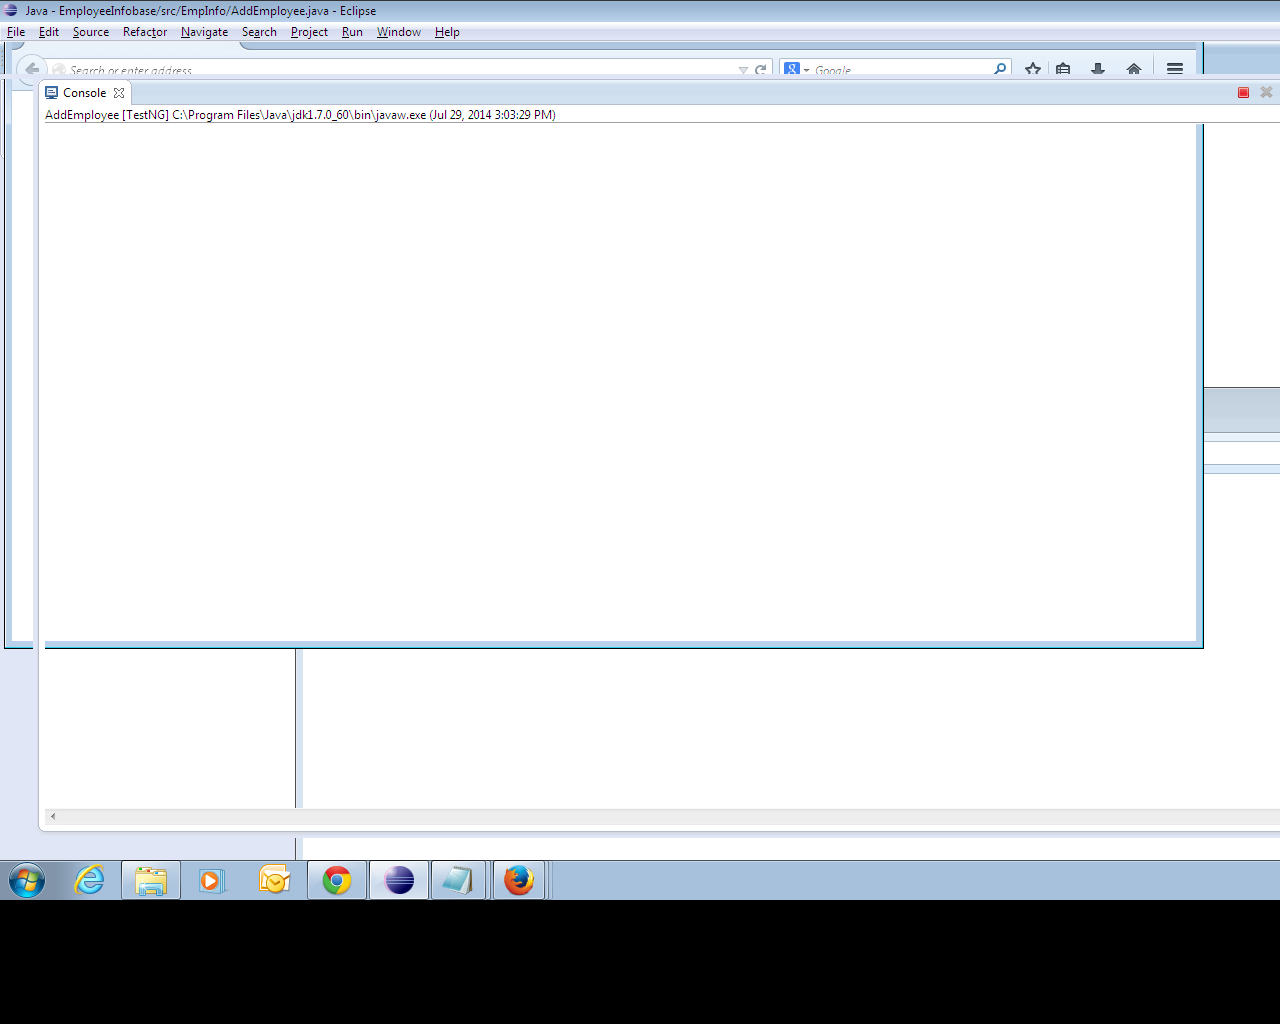 Java - EmployeeInfobase/src/EmpInfo/AddEmployee.java - Eclipse
File Edit Source Refactor Navigate Search Project Run Window Help
Search or enter address
Google
Console
AddEmployee [TestNG] C:\Program Files\Java\jdk1.7.0_60\bin\javaw.exe (Jul 29, 2014 3:03:29 PM)